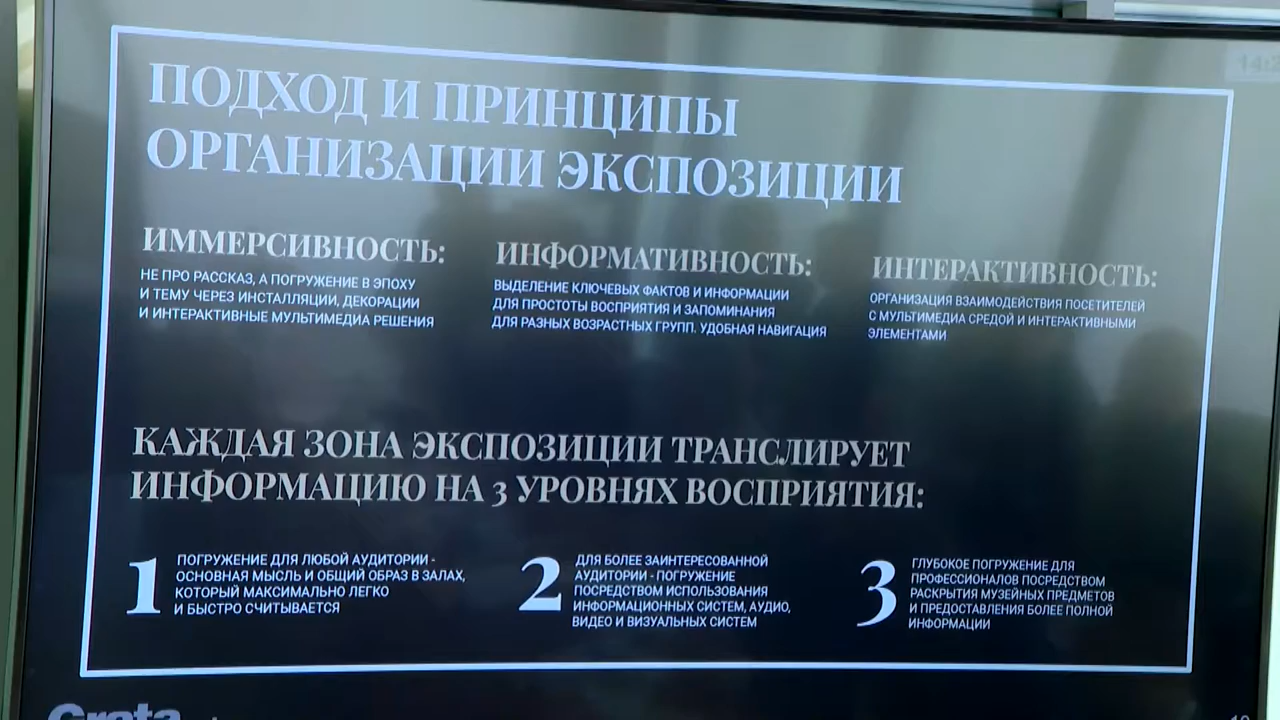 ПОДХОД И ПРИНЦИПЫ
ОРГАНИЗАЦИИ ЭКСПОЗИЦИИ
ИММЕРСИВНОСТЬ:
НЕ ПРО РАССКАЗ, А ПОГРУЖЕНИЕ В ЭПОХУ
И ТЕМУ ЧЕРЕЗ ИНСТАЛЛЯЦИИ, ДЕКОРАЦИИ
И ИНТЕРАКТИВНЫЕ МУЛЬТИМЕДИА РЕШЕНИЯ
ИНФОРМАТИВНОСТЬ:
ВЫДЕЛЕНИЕ КЛЮЧЕВЫХ ФАКТОВ И ИНФОРМАЦИИ
ДЛЯ ПРОСТОТЫ ВОСПРИЯТИЯ И ЗАПОМИНАНИЯ
ДЛЯ РАЗНЫХ ВОЗРАСТНЫХ ГРУПП. УДОБНАЯ НАВИГАЦИЯ
ИНТЕРАКТИВНОСТЬ:
ОРГАНИЗАЦИЯ ВЗАИМОДЕЙСТВИЯ ПОСЕТИТЕЛЕЙ
С МУЛЬТИМЕДИА СРЕДОЙ И ИНТЕРАКТИВНЫМИ
ЭЛЕМЕНТАМИ
КАЖДАЯ ЗОНА ЭКСПОЗИЦИИ ТРАНСЛИРУЕТ
ИНФОРМАЦИЮ НА 3 УРОВНЯХ ВОСПРИЯТИЯ:
1
ПОГРУЖЕНИЕ ДЛЯ ЛЮБОЙ АУДИТОРИИ -
ОСНОВНАЯ МЫСЛЬ И ОБЩИЙ ОБРАЗ В ЗАЛАХ,
КОТОРЫЙ МАКСИМАЛЬНО ЛЕГКО
И БЫСТРО СЧИТЫВАЕТСЯ
2
ДЛЯ БОЛЕЕ ЗАИНТЕРЕСОВАННОЙ
АУДИТОРИИ - ПОГРУЖЕНИЕ
ПОСРЕДСТВОМ ИСПОЛЬЗОВАНИЯ
ИНФОРМАЦИОННЫХ СИСТЕМ, АУДИО,
ВИДЕО И ВИЗУАЛЬНЫХ СИСТЕМ
3
ГЛУБОКОЕ ПОГРУЖЕНИЕ ДЛЯ
ПРОФЕССИОНАЛОВ ПОСРЕДСТВОМ
РАСКРЫТИЯ МУЗЕЙНЫХ ПРЕДМЕТОВ
И ПРЕДОСТАВЛЕНИЯ БОЛЕЕ ПОЛНОЙ
ИНФОРМАЦИИ